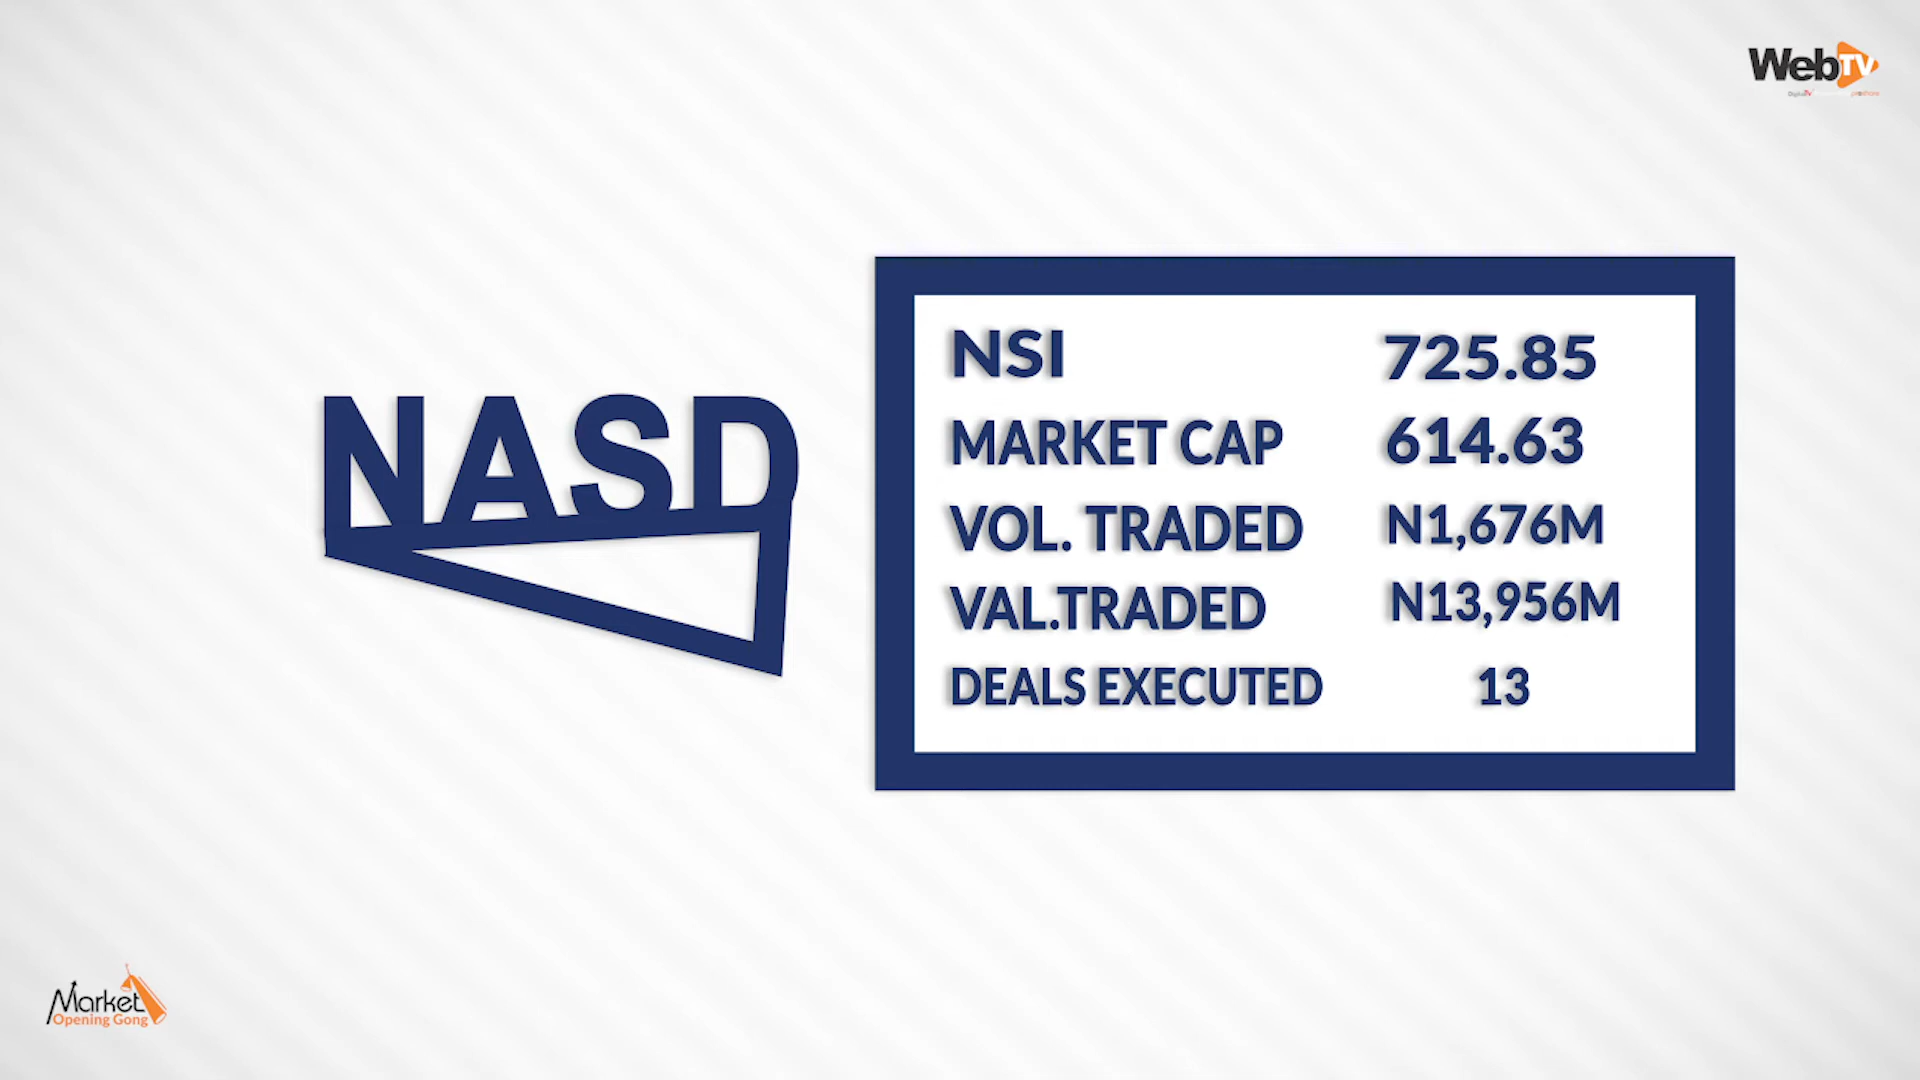 WebTV
NASD
NSI 725.85
MARKET CAP 614.63
VOL. TRADED N1,676M
VAL.TRADED N13,956M
DEALS EXECUTED 13
Market
Opening Gong